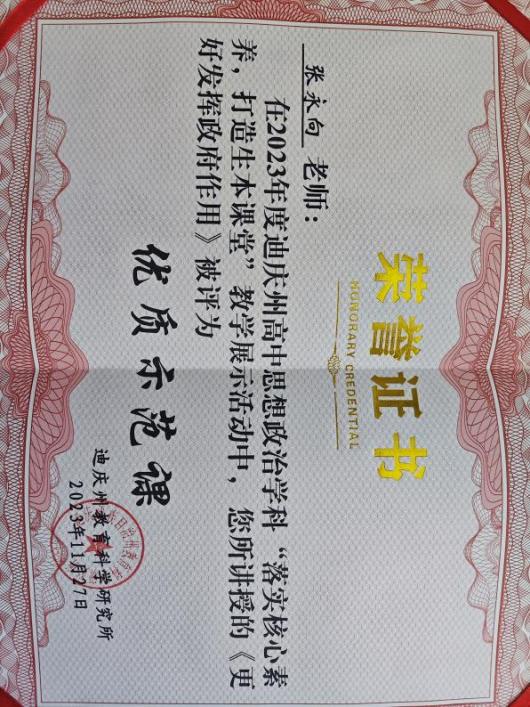 荣誉证书
HONORARY CREDENTIAL
张永向 老师：
在2023年度迪庆州高中思想政治学科“落实核心素
养，打造生本课堂”教学展示活动中，您所讲授的《更
好发挥政府作用》被评为
优质示范课
迪庆州教育科学研究所
2023年11月27日